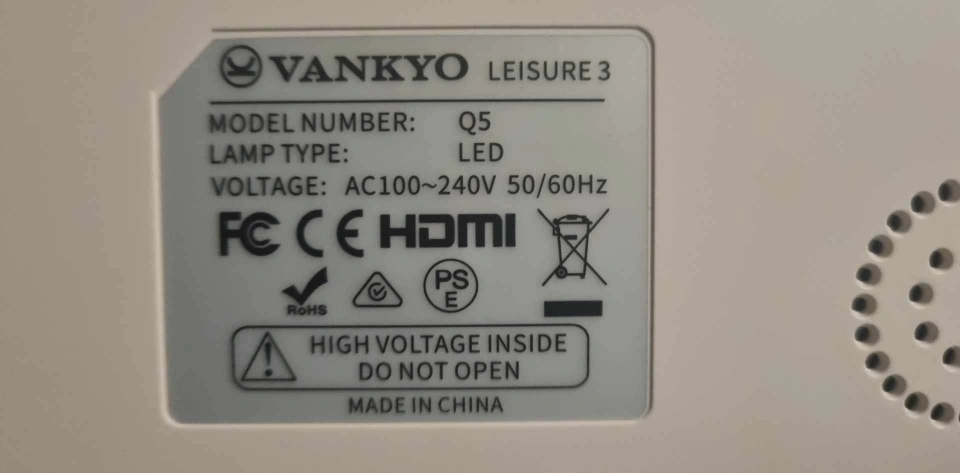 VANKYO LEISURE 3
MODEL NUMBER: Q5
LAMP TYPE: LED
VOLTAGE: AC100~240V 50/60Hz
FC CE HDMI
RoHS PS E
HIGH VOLTAGE INSIDE
DO NOT OPEN
MADE IN CHINA